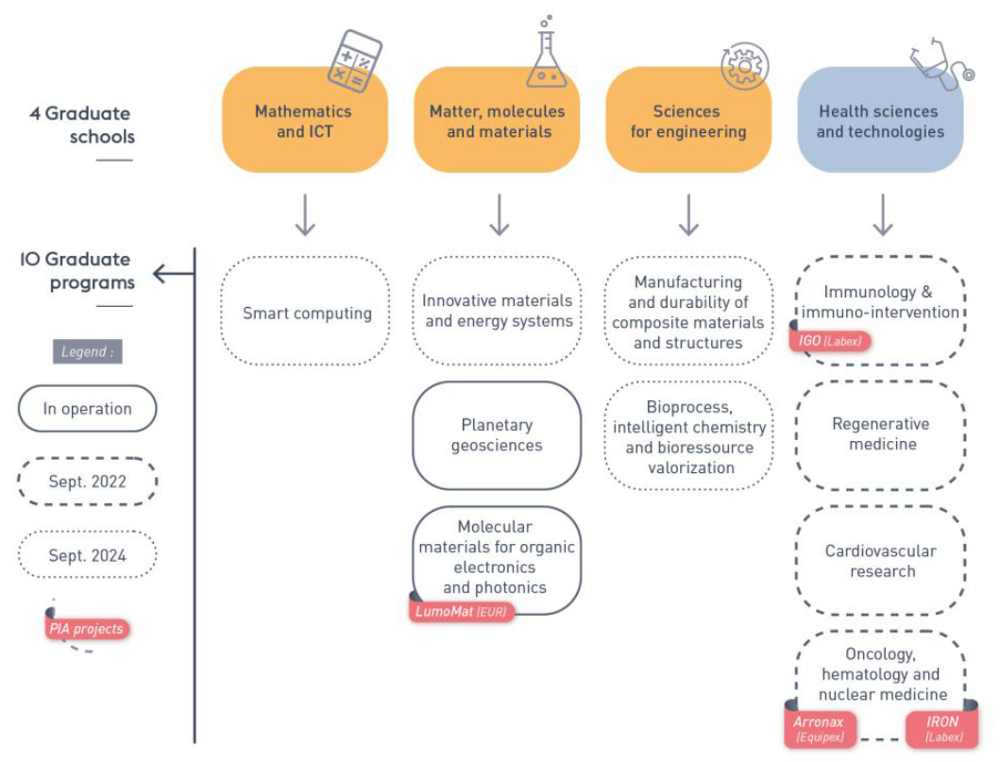 4 Graduate
schools
Mathematics
and ICT
Matter, molecules
and materials
Sciences
for engineering
Health sciences
and technologies
10 Graduate
programs
Legend :
In operation
Sept. 2022
Sept. 2024
PIA projects
Smart computing
Innovative materials
and energy systems
Planetary
geosciences
Molecular
materials for organic
electronics
and photonics
LumoMat (EUR)
Manufacturing
and durability of
composite materials
and structures
Bioprocess,
intelligent chemistry
and bioressource
valorization
Immunology &
immuno-intervention
IGO (Labex)
Regenerative
medicine
Cardiovascular
research
Oncology,
hematology and
nuclear medicine
Arronax
(Equipex)
IRON
(Labex)